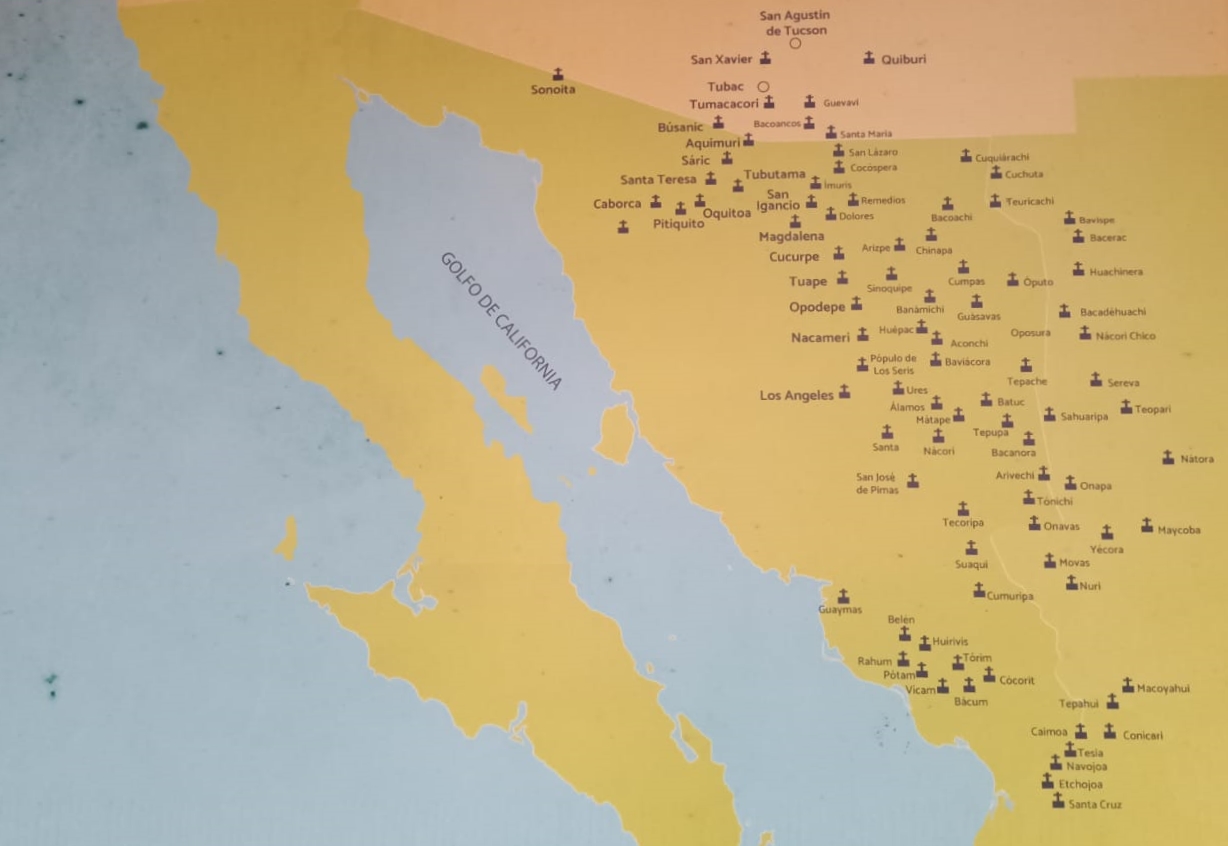 San Agustín
de Tucson
San Xavier
Quiburi
Sonoita
Tubac
Tumacacori
Guevavi
Búsanic
Bacoancos
Santa María
Aquimuri
San Lázaro
Cuquiárachi
Sáric
Cocóspera
Cuchuta
Santa Teresa
Tubutama
Imuris
Caborca
San
Igancio
Remedios
Teuricachi
Oquitoa
Dolores
Bacoachi
Bavispe
Pitiquito
Magdalena
Bacerac
Arizpe
Chinapa
Cucurpe
Huachinera
Tuape
Sinoquipe
Cumpas
Óputo
GOLFO DE CALIFORNIA
Opodepe
Banámichi
Guásavas
Bacadéhuachi
Nacameri
Huépac
Aconchi
Oposura
Nácori Chico
Pópulo de
Los Seris
Baviácora
Tepache
Sereva
Los Angeles
Ures
Álamos
Batuc
Teopari
Mátape
Sahuaripa
Tepupa
Santa
Nácori
Bacanora
Nátora
San José
de Pimas
Arivechi
Onapa
Tónichi
Tecoripa
Onavas
Maycoba
Yécora
Suaqui
Movas
Nuri
Cumuripa
Guaymas
Belén
Huirivis
Rahum
Tórim
Pótam
Cócorit
Vicam
Bácum
Macoyahui
Tepahui
Caimoa
Conicari
Tesia
Navojoa
Etchojoa
Santa Cruz